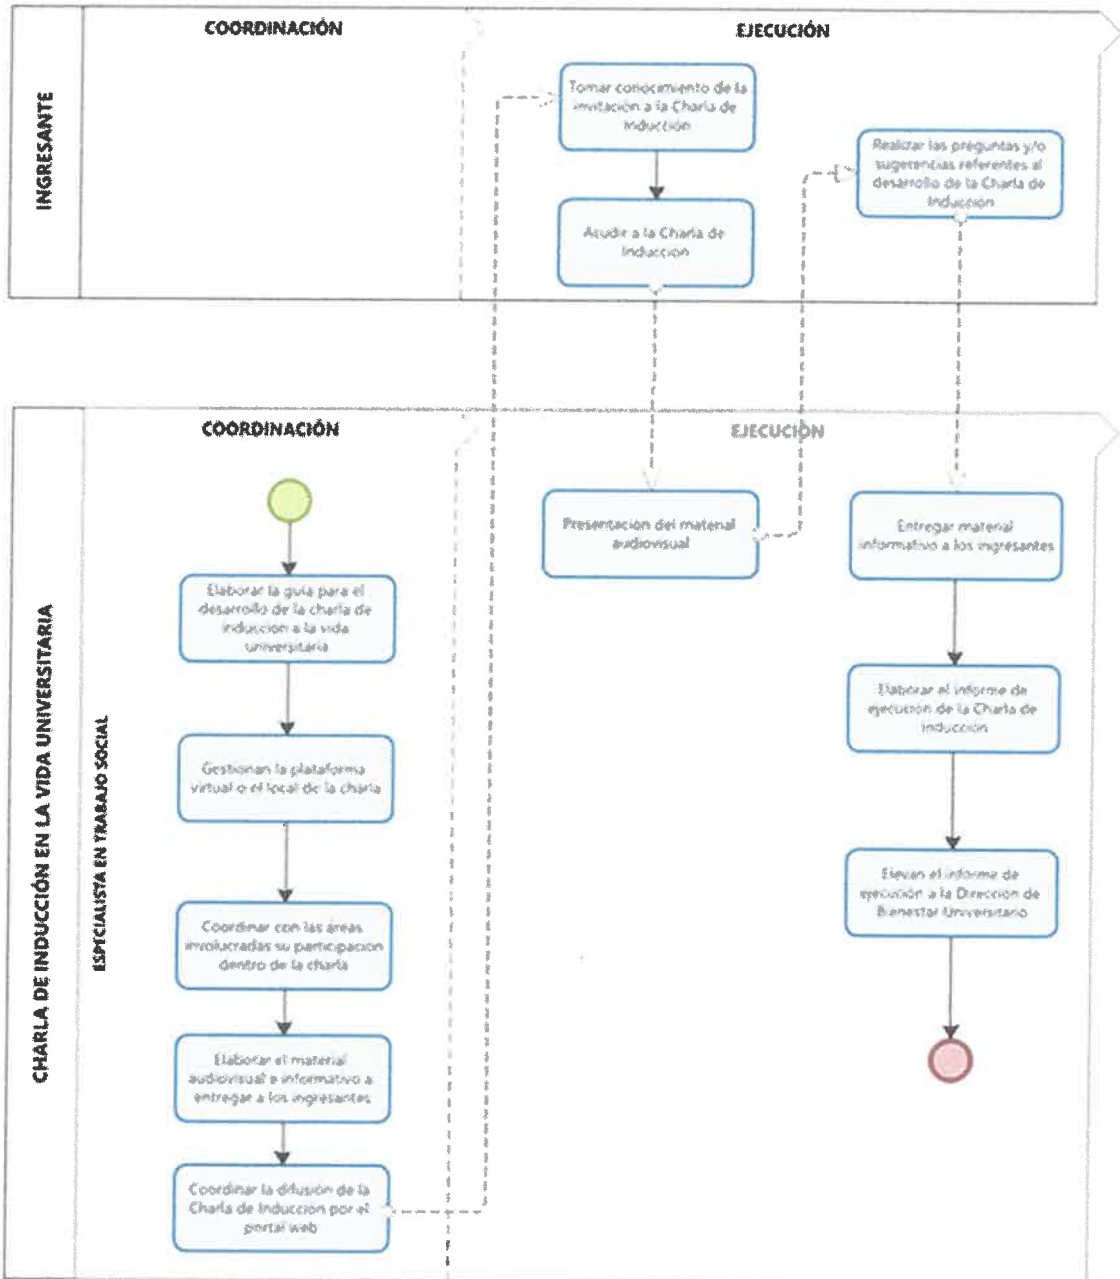 COORDINACIÓN
EJECUCIÓN
INGRESANTE
Tomar conocimiento de la
invitación a la Charla de
Inducción
Acudir a la Charla de
Inducción
Realizar las preguntas y/o
sugerencias referentes al
desarrollo de la Charla de
Inducción
CHARLA DE INDUCCIÓN EN LA VIDA UNIVERSITARIA
ESPECIALISTA EN TRABAJO SOCIAL
COORDINACIÓN
EJECUCIÓN
Elaborar la guía para el
desarrollo de la charla de
inducción a la vida
universitaria
Gestionan la plataforma
virtual o el local de la charla
Coordinar con las áreas
involucradas su participación
dentro de la charla
Elaborar el material
audiovisual e informativo a
entregar a los ingresantes
Coordinar la difusión de la
Charla de Inducción por el
portal web
Presentación del material
audiovisual
Entregar material
informativo a los ingresantes
Elaborar el informe de
ejecución de la Charla de
Inducción
Elevan el informe de
ejecución a la Dirección de
Bienestar Universitario